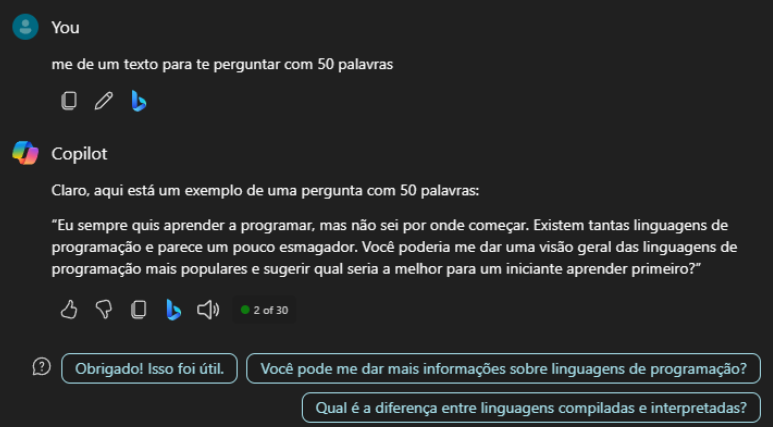 You
me de um texto para te perguntar com 50 palavras
Copilot
Claro, aqui está um exemplo de uma pergunta com 50 palavras:
“Eu sempre quis aprender a programar, mas não sei por onde começar. Existem tantas linguagens de
programação e parece um pouco esmagador. Você poderia me dar uma visão geral das linguagens de
programação mais populares e sugerir qual seria a melhor para um iniciante aprender primeiro?”
2 of 30
Obrigado! Isso foi útil.
Você pode me dar mais informações sobre linguagens de programação?
Qual é a diferença entre linguagens compiladas e interpretadas?